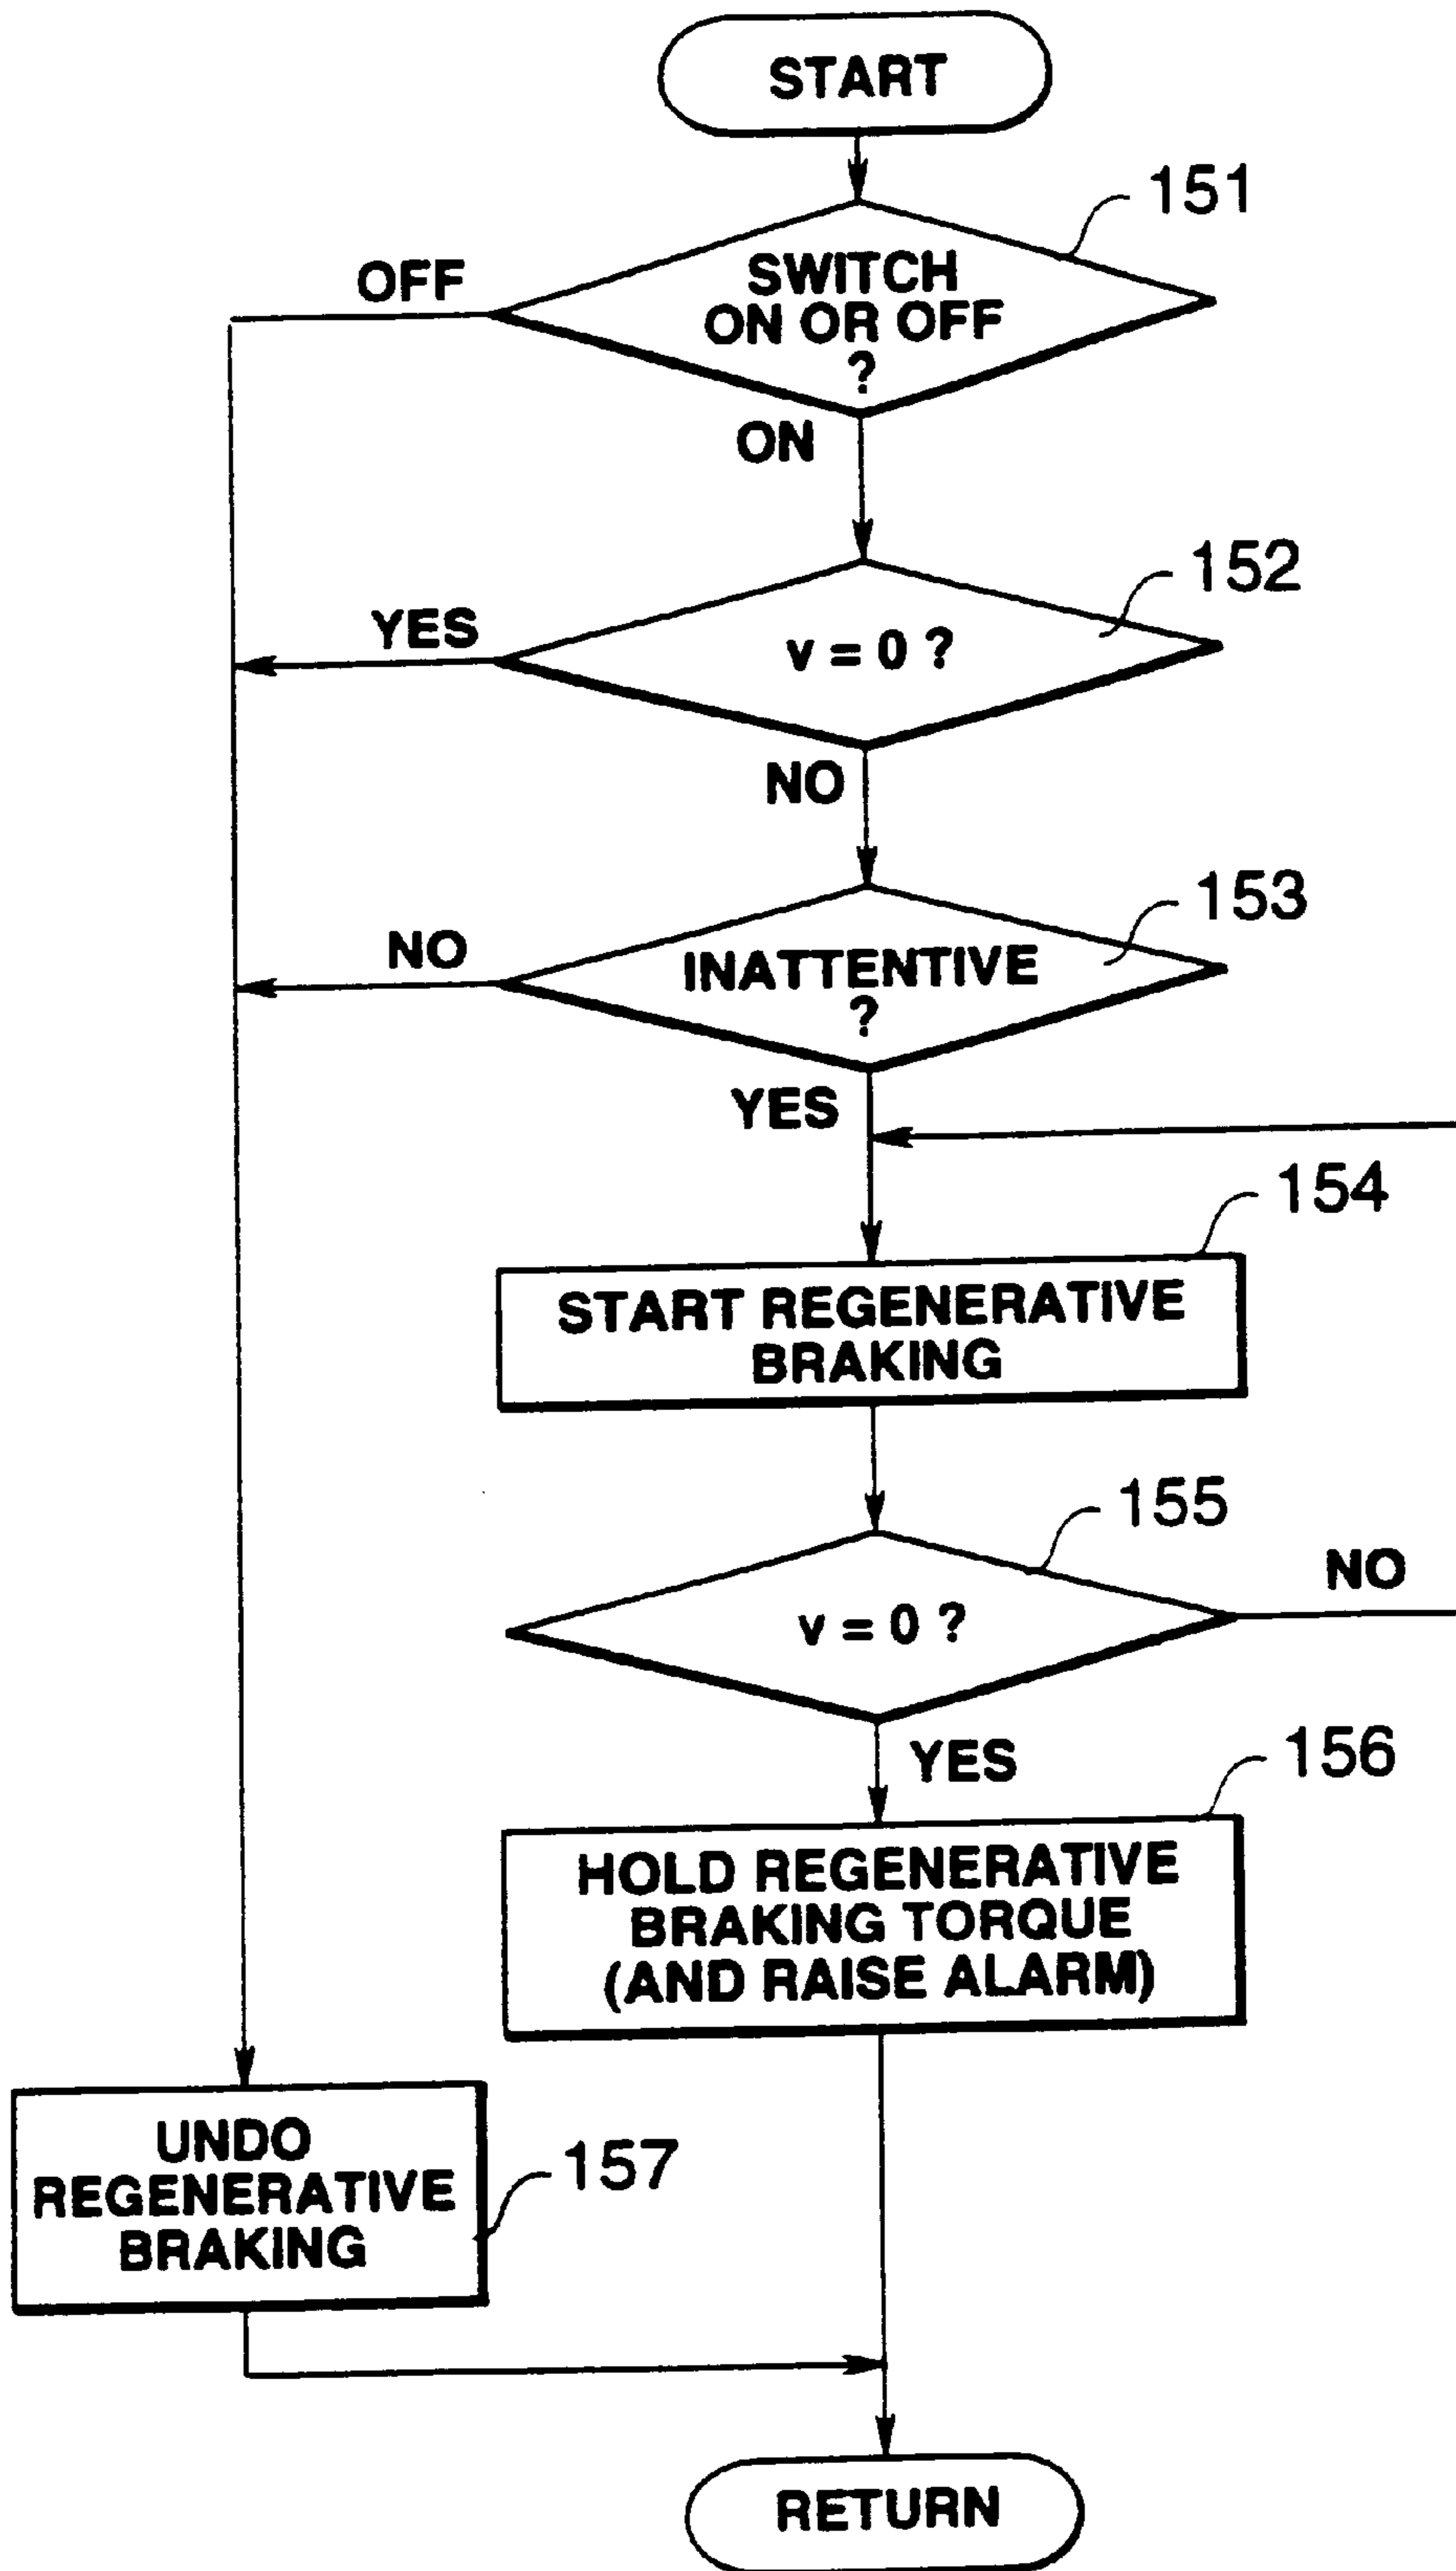 START
151
SWITCH
ON OR OFF
?
OFF
ON
152
v = 0 ?
YES
NO
153
INATTENTIVE
?
NO
YES
154
START REGENERATIVE
BRAKING
155
v = 0 ?
NO
YES
156
HOLD REGENERATIVE
BRAKING TORQUE
(AND RAISE ALARM)
UNDO
REGENERATIVE
BRAKING
157
RETURN